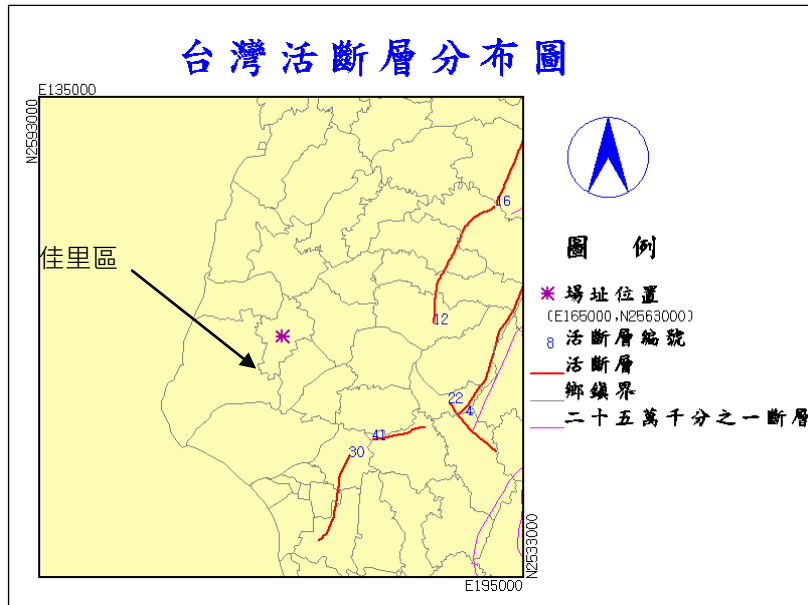 台灣活斷層分布圖
E135000
N2593000
16
佳里區
12
22
4
41
30
N2533000
E195000
圖 例
場址位置
(E165000,N2563000)
8 活斷層編號
活斷層
鄉鎮界
二十五萬千分之一斷層